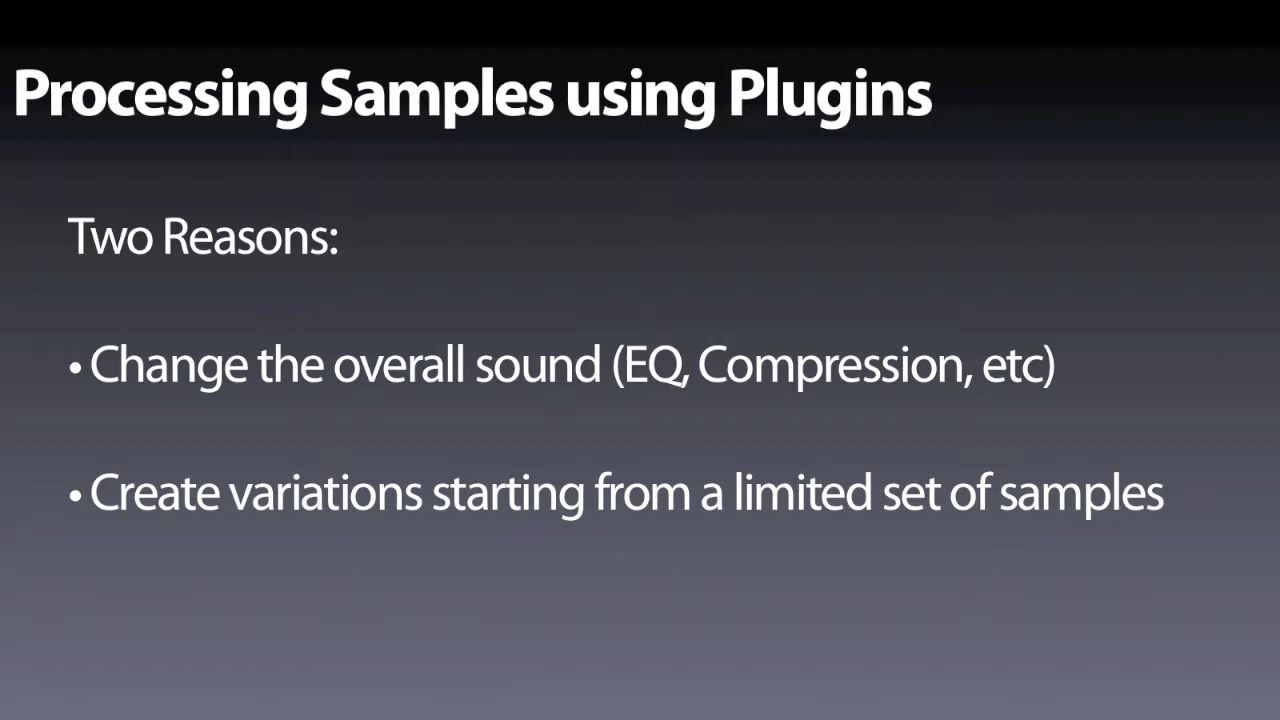 Processing Samples using Plugins
Two Reasons:
• Change the overall sound (EQ, Compression, etc)
• Create variations starting from a limited set of samples